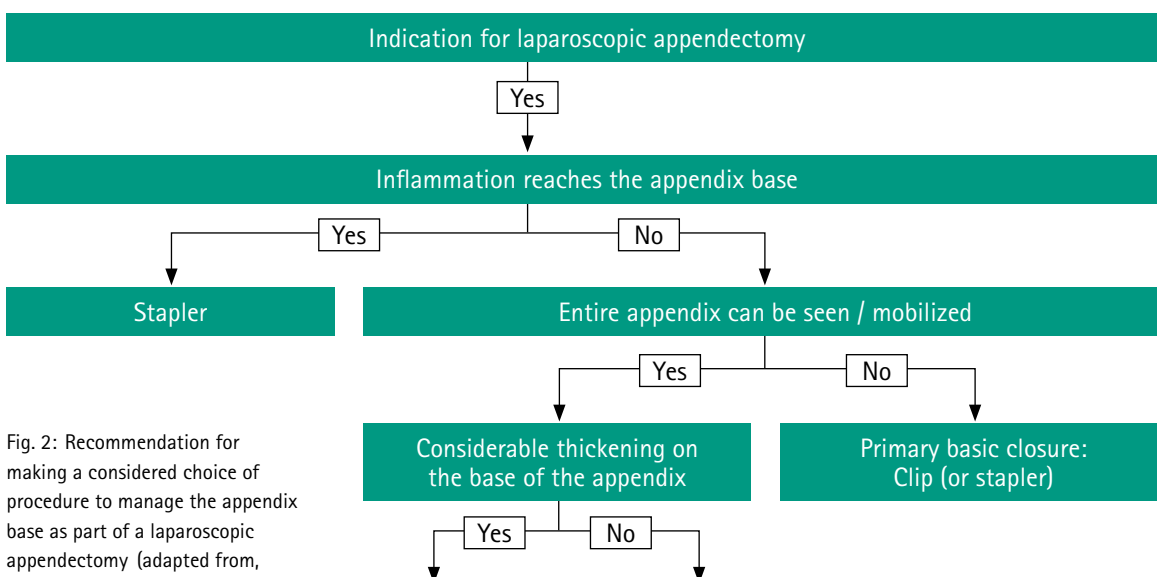 Indication for laparoscopic appendectomy
Yes
Inflammation reaches the appendix base
Yes
No
Stapler
Entire appendix can be seen / mobilized
Yes
No
Fig. 2: Recommendation for
making a considered choice of
procedure to manage the appendix
base as part of a laparoscopic
appendectomy (adapted from,
Considerable thickening on
the base of the appendix
Primary basic closure:
Clip (or stapler)
Yes
No